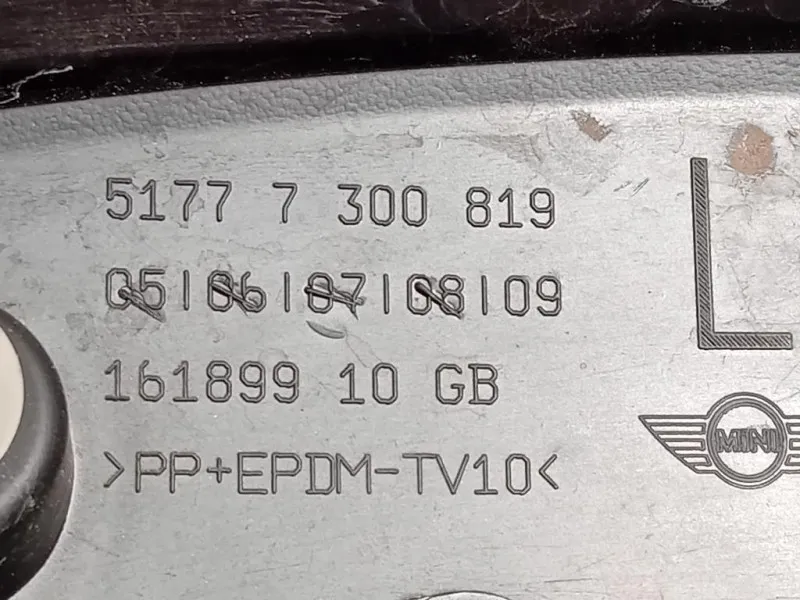 5177 7 300 819
05|06|07|08|09
161899 10 GB
>PP+EPDM-TV10<
L
MINI